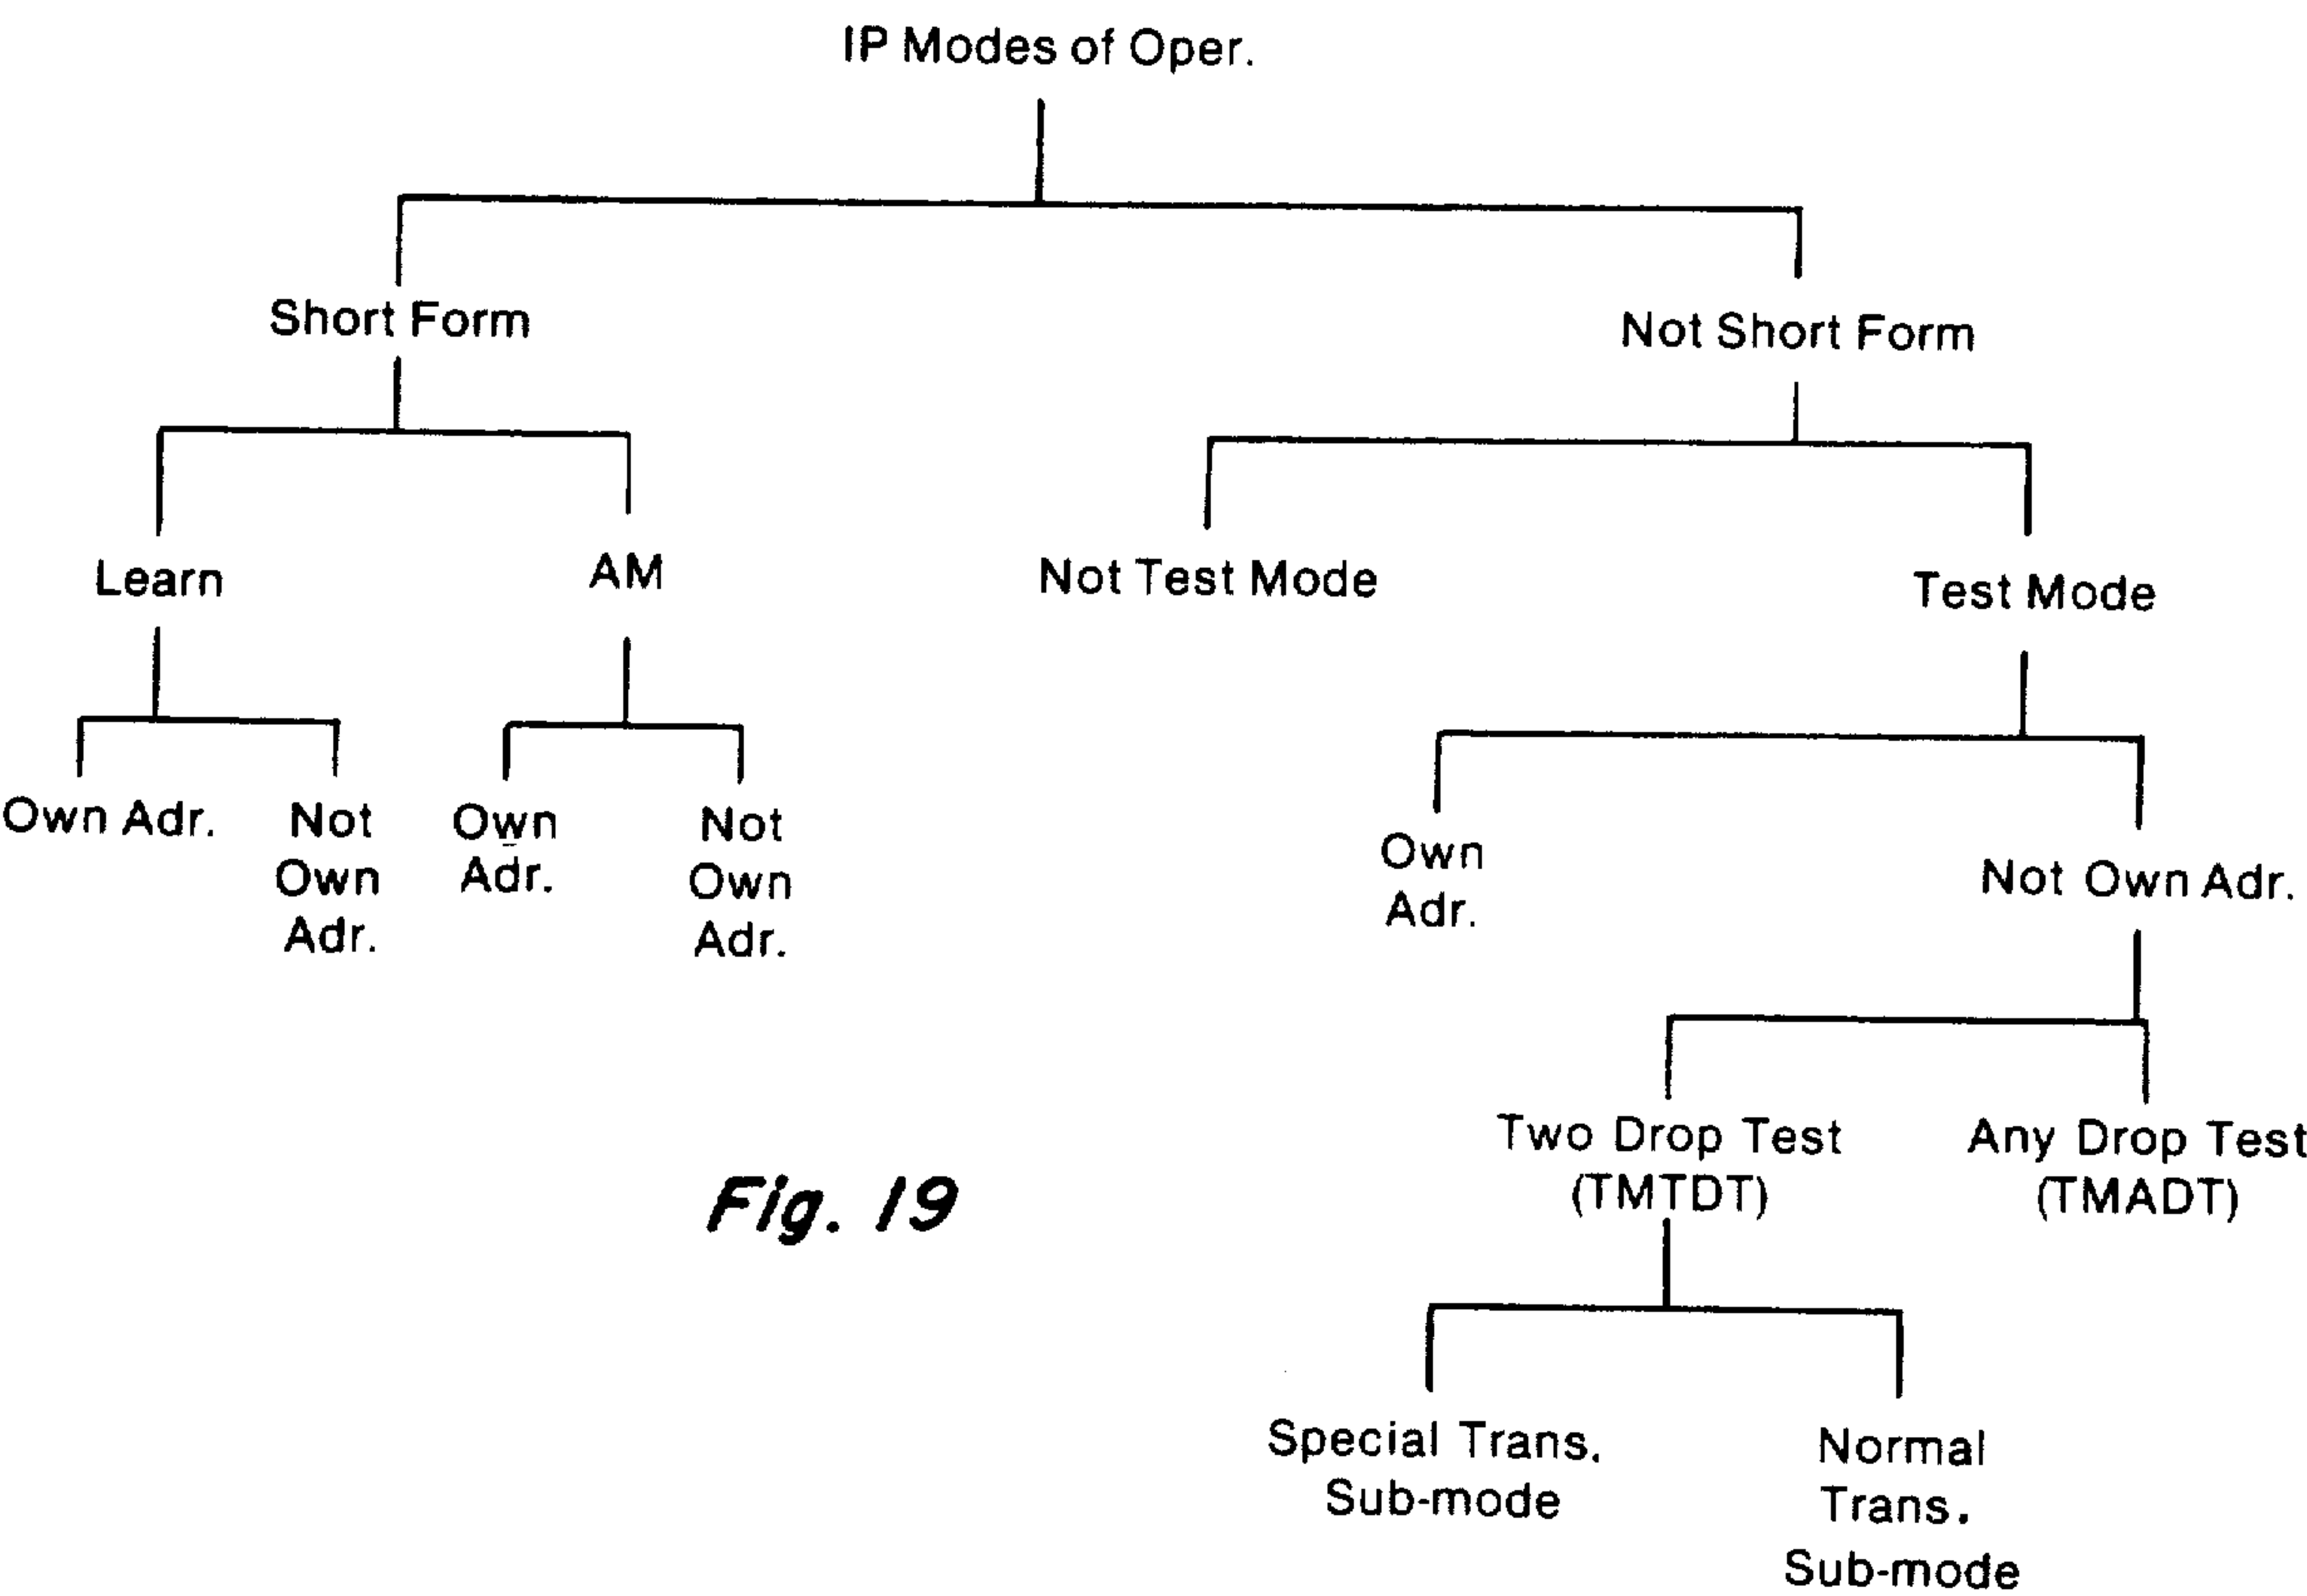 IP Modes of Oper.
Short Form
Not Short Form
Learn
AM
Not Test Mode
Test Mode
Own Adr.
Not
Own
Adr.
Own
Adr.
Not
Own
Adr.
Own
Adr.
Not Own Adr.
Two Drop Test
(TMTDT)
Any Drop Test
(TMADT)
Fig. 19
Special Trans.
Sub-mode
Normal
Trans.
Sub-mode